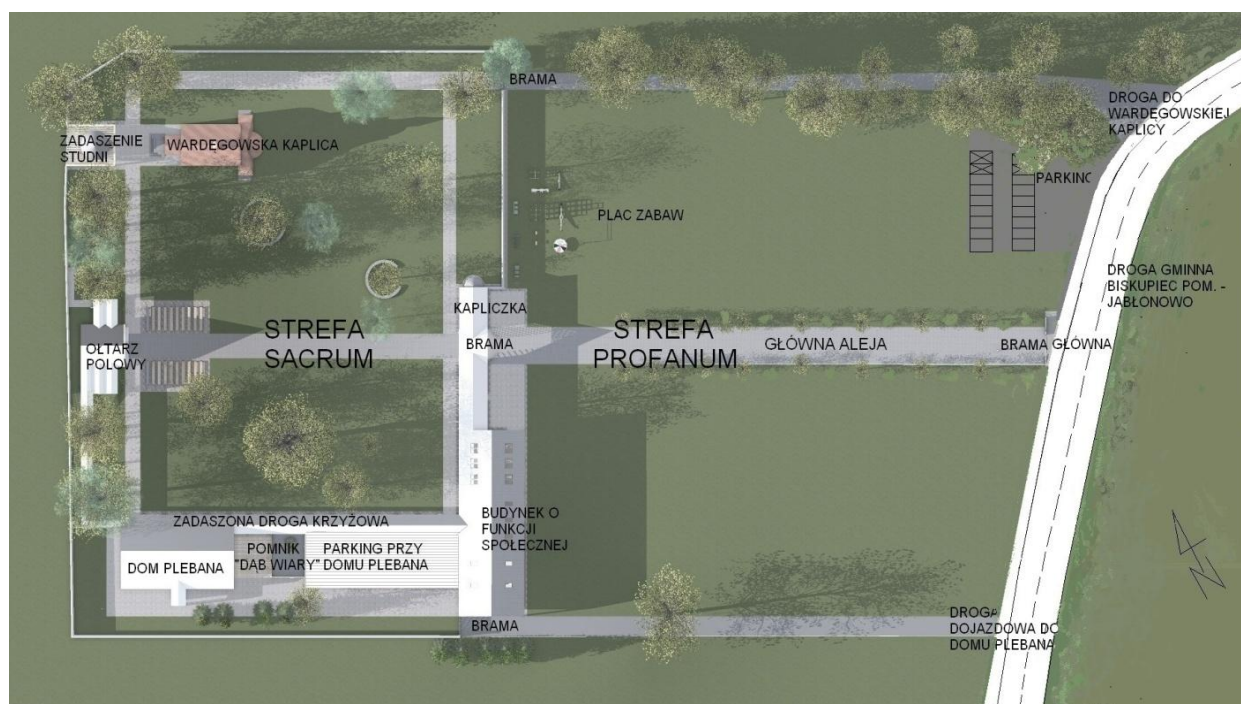 BRAMA
DROGA DO
WARDĘGOWSKIEJ
KAPLICY
ZADASZENIE
STUDNI
WARDĘGOWSKA KAPLICA
PARKING
PLAC ZABAW
DROGA GMINNA
BISKUPIEC POM. -
JABŁONOWO
KAPLICZKA
STREFA
SACRUM
BRAMA
STREFA
PROFANUM
GŁÓWNA ALEJA
BRAMA GŁÓWNA
OŁTARZ
POLOWY
ZADASZONA DROGA KRZYŻOWA
BUDYNEK O
FUNKCJI
SPOŁECZNEJ
DOM PLEBANA
POMNIK
"DĄB WIARY"
PARKING PRZY
DOMU PLEBANA
BRAMA
DROGA
DOJAZDOWA DO
DOMU PLEBANA
N